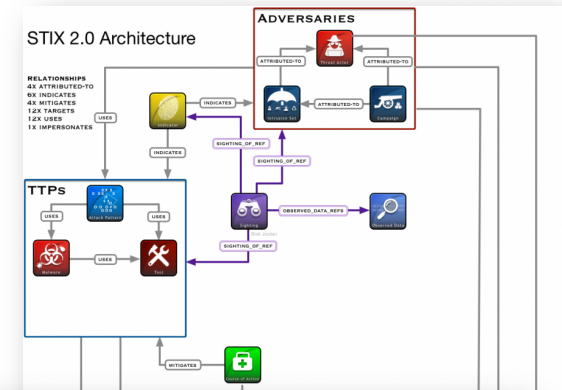 ADVERSARIES
STIX 2.0 Architecture
Threat Actor
ATTRIBUTED-TO
ATTRIBUTED-TO
RELATIONSHIPS
4X ATTRIBUTED-TO
6X INDICATES
4X MITIGATES
12X TARGETS
12X USES
1X IMPERSONATES
INDICATES
ATTRIBUTED-TO
Indicator
Intrusion Set
Campaign
USES
SIGHTING_OF_REF
INDICATES
SIGHTING_OF_REF
TTPs
Attack Pattern
USES
USES
OBSERVED_DATA_REFS
Sighting
Observed Data
SIGHTING_OF_REF
USES
Malware
Tool
MITIGATES
Course of Action